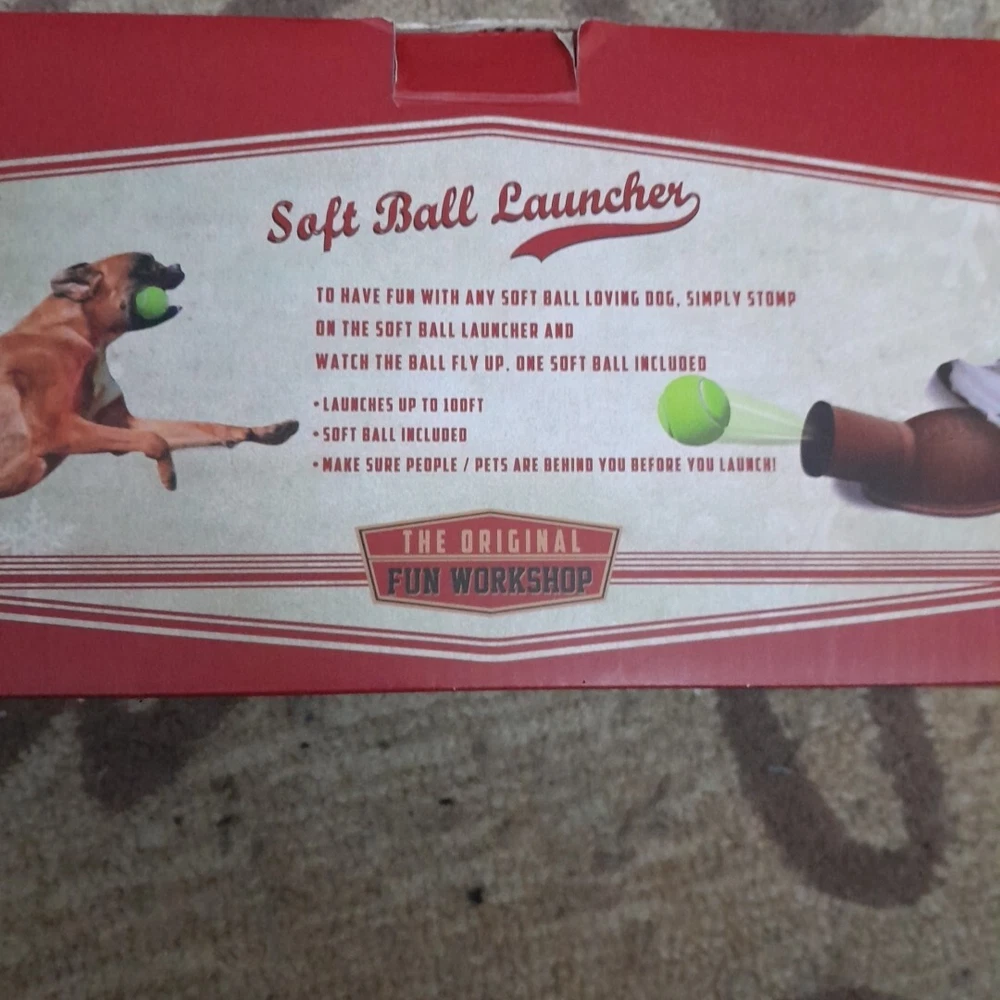 Soft Ball Launcher
TO HAVE FUN WITH ANY SOFT BALL LOVING DOG, SIMPLY STOMP
ON THE SOFT BALL LAUNCHER AND
WATCH THE BALL FLY UP. ONE SOFT BALL INCLUDED
• LAUNCHES UP TO 100FT
• SOFT BALL INCLUDED
• MAKE SURE PEOPLE / PETS ARE BEHIND YOU BEFORE YOU LAUNCH!
THE ORIGINAL
FUN WORKSHOP